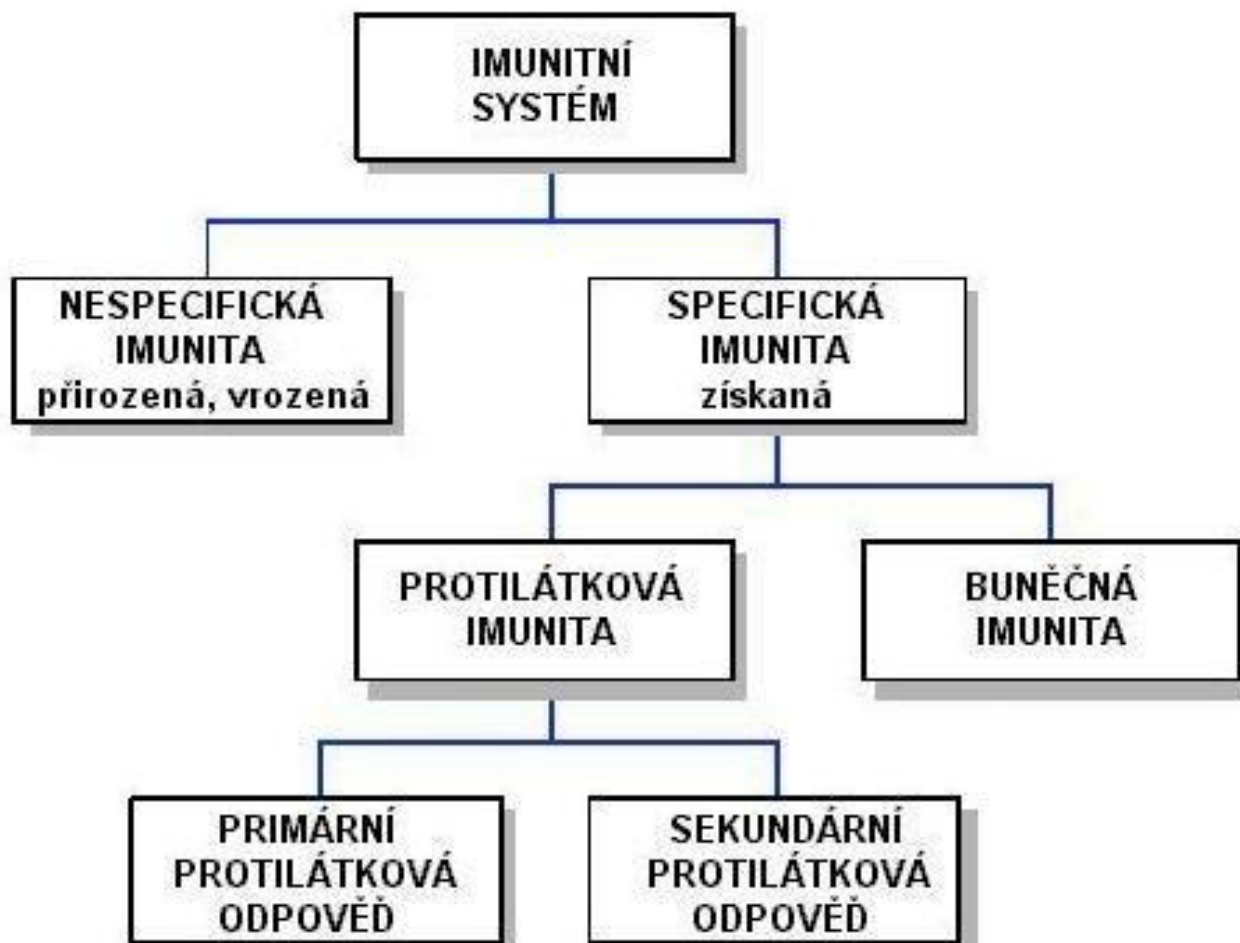 IMUNITNÍ
SYSTÉM
NESPECIFICKÁ
IMUNITA
přirozená, vrozená
SPECIFICKÁ
IMUNITA
získaná
PROTILÁTKOVÁ
IMUNITA
BUNĚČNÁ
IMUNITA
PRIMÁRNÍ
PROTILÁTKOVÁ
ODPOVĚĎ
SEKUNDÁRNÍ
PROTILÁTKOVÁ
ODPOVĚĎ